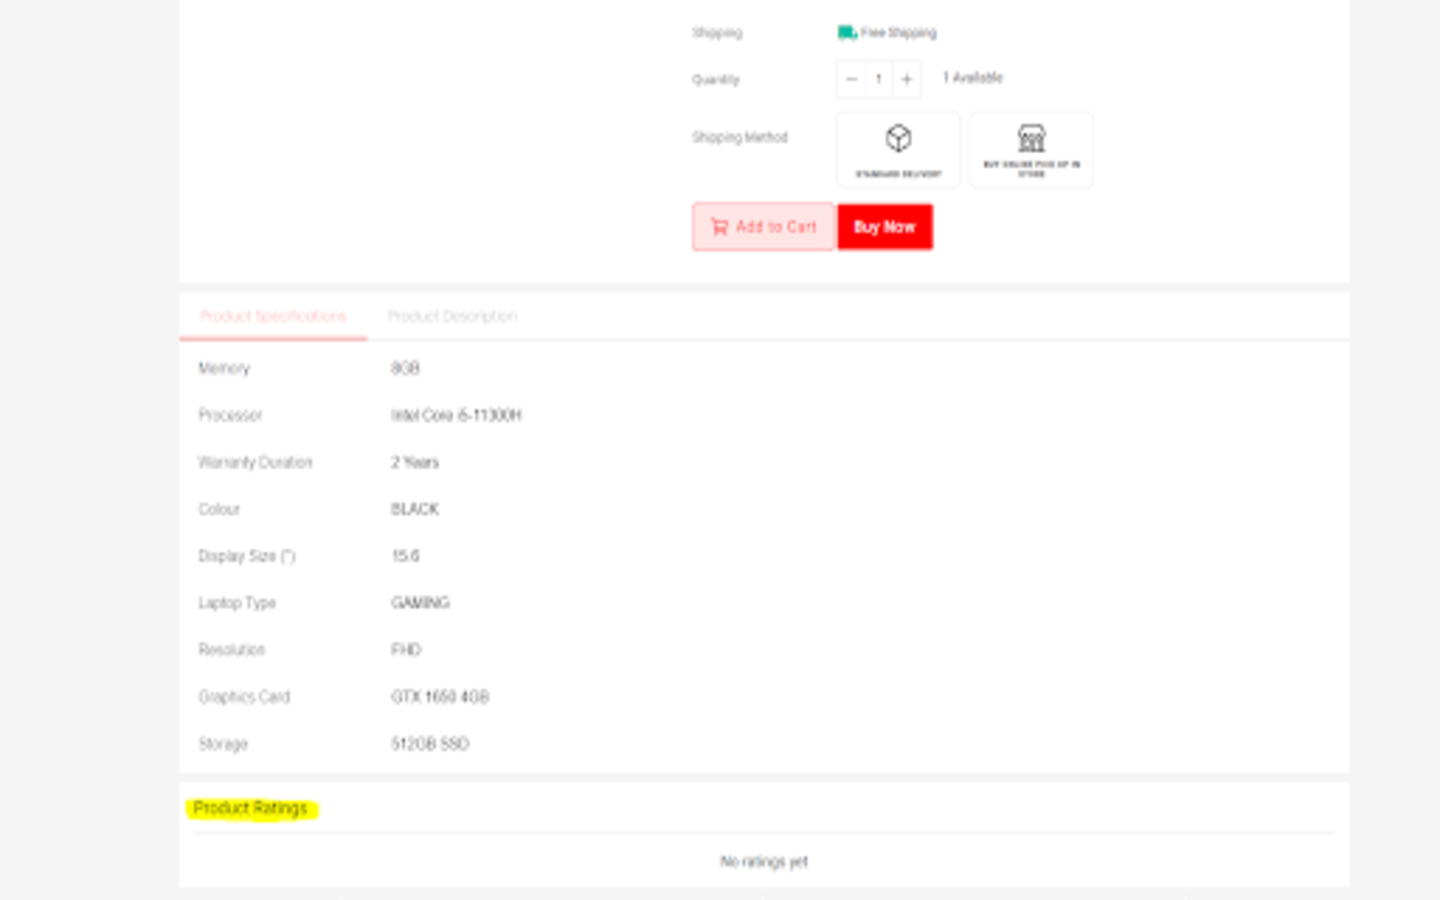 Shipping Free Shipping
Quantity − 1 + 1 Available
Shipping Method
STANDARD DELIVERY
BUY ONLINE PICK UP IN
STORE
Add to Cart Buy Now
Product Specifications Product Description
Memory 8GB
Processor Intel Core i5-11300H
Warranty Duration 2 Years
Colour BLACK
Display Size (") 15.6
Laptop Type GAMING
Resolution FHD
Graphics Card GTX 1650 4GB
Storage 512GB SSD
Product Ratings
No ratings yet